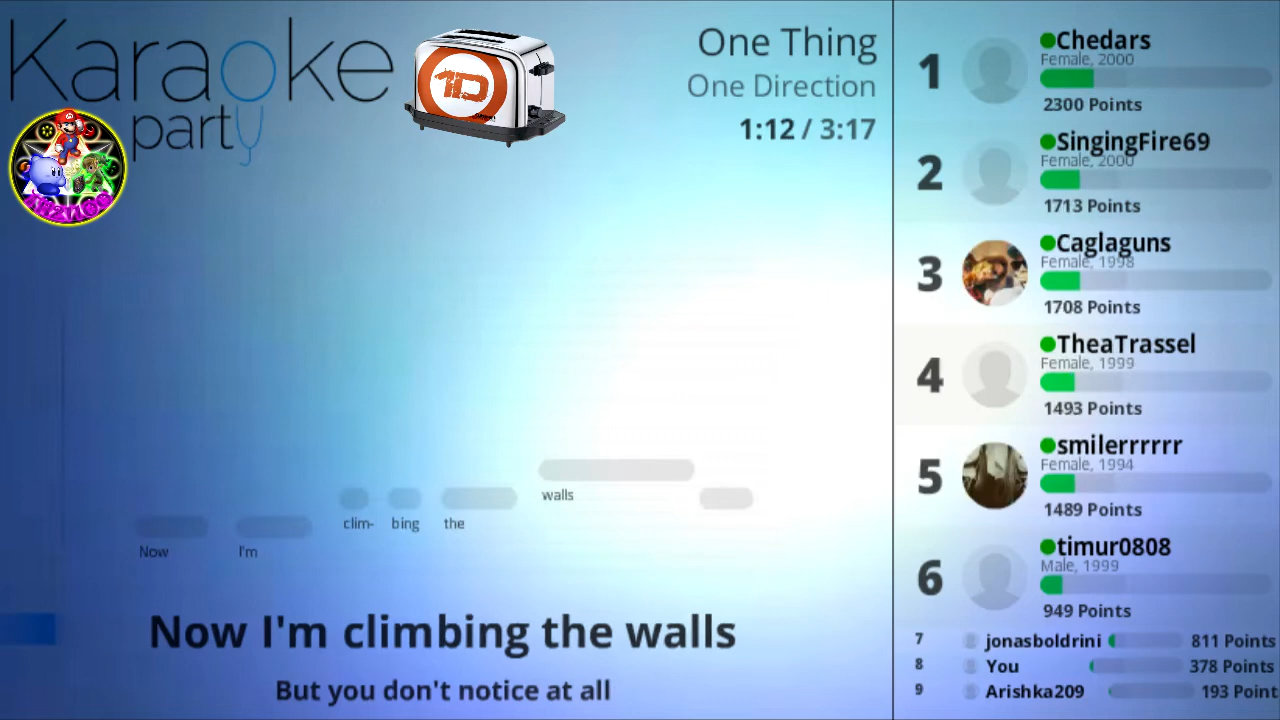 Karaoke
party
1D
One Thing
One Direction
1:12 / 3:17
Now
I'm
clim-
bing
the
walls
Now I'm climbing the walls
But you don't notice at all
1
Chedars
Female, 2000
2300 Points
2
SingingFire69
Female, 2000
1713 Points
3
Caglaguns
Female, 1998
1708 Points
4
TheaTrassel
Female, 1999
1493 Points
5
smilerrrrrr
Female, 1994
1489 Points
6
timur0808
Male, 1999
949 Points
7 jonasboldrini 811 Points
8 You 378 Points
9 Arishka209 193 Point